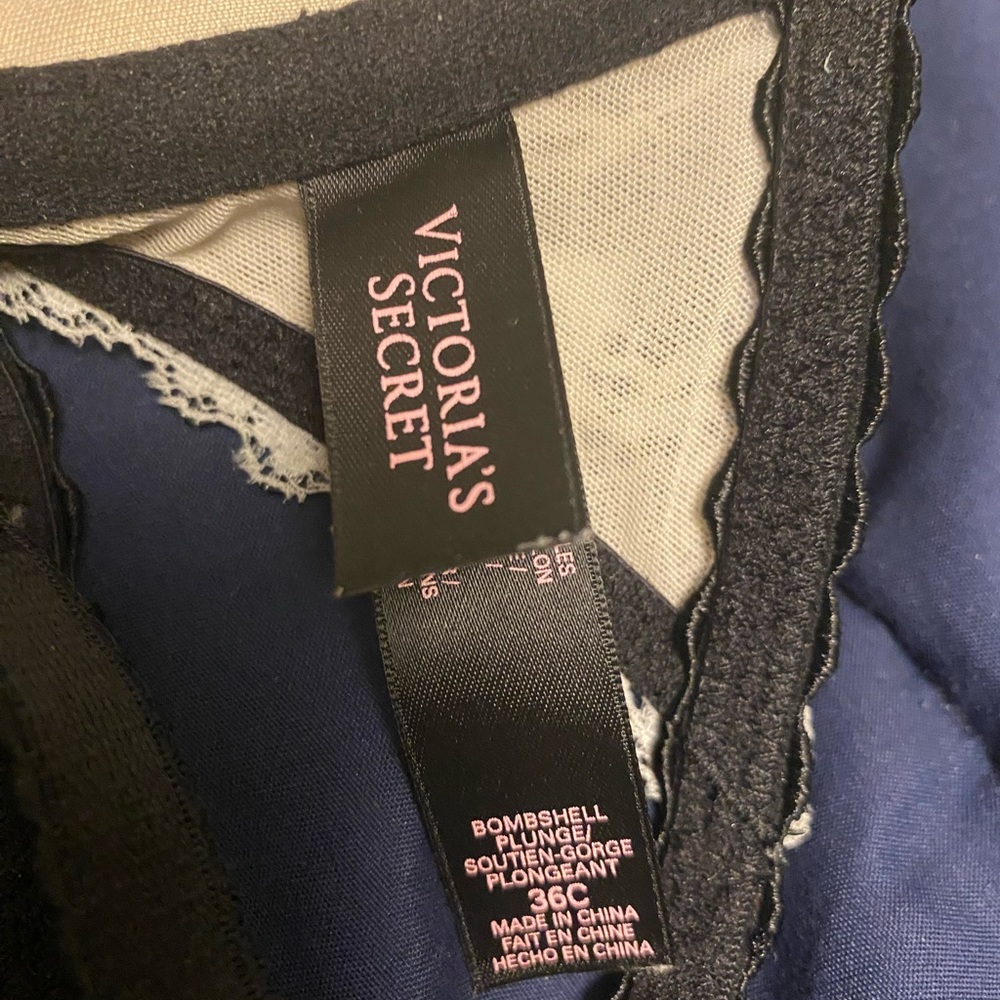 VICTORIA'S
SECRET
BOMBSHELL
PLUNGE/
SOUTIEN-GORGE
PLONGEANT
36C
MADE IN CHINA
FAIT EN CHINE
HECHO EN CHINA